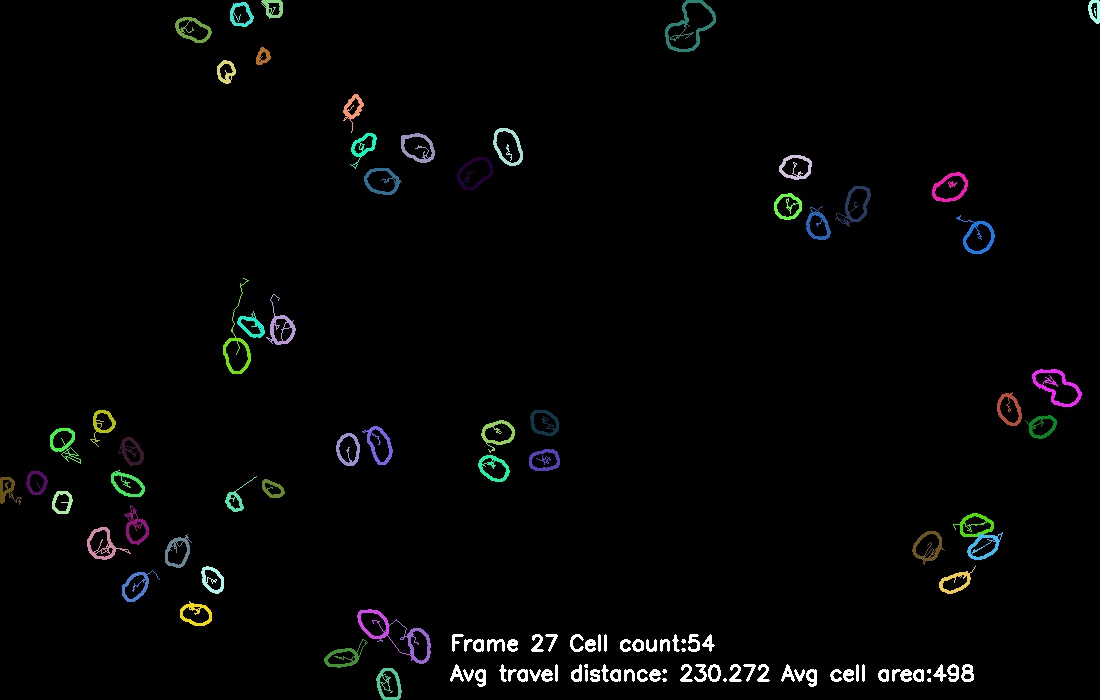 Frame 27 Cell count:54
Avg travel distance: 230.272 Avg cell area:498